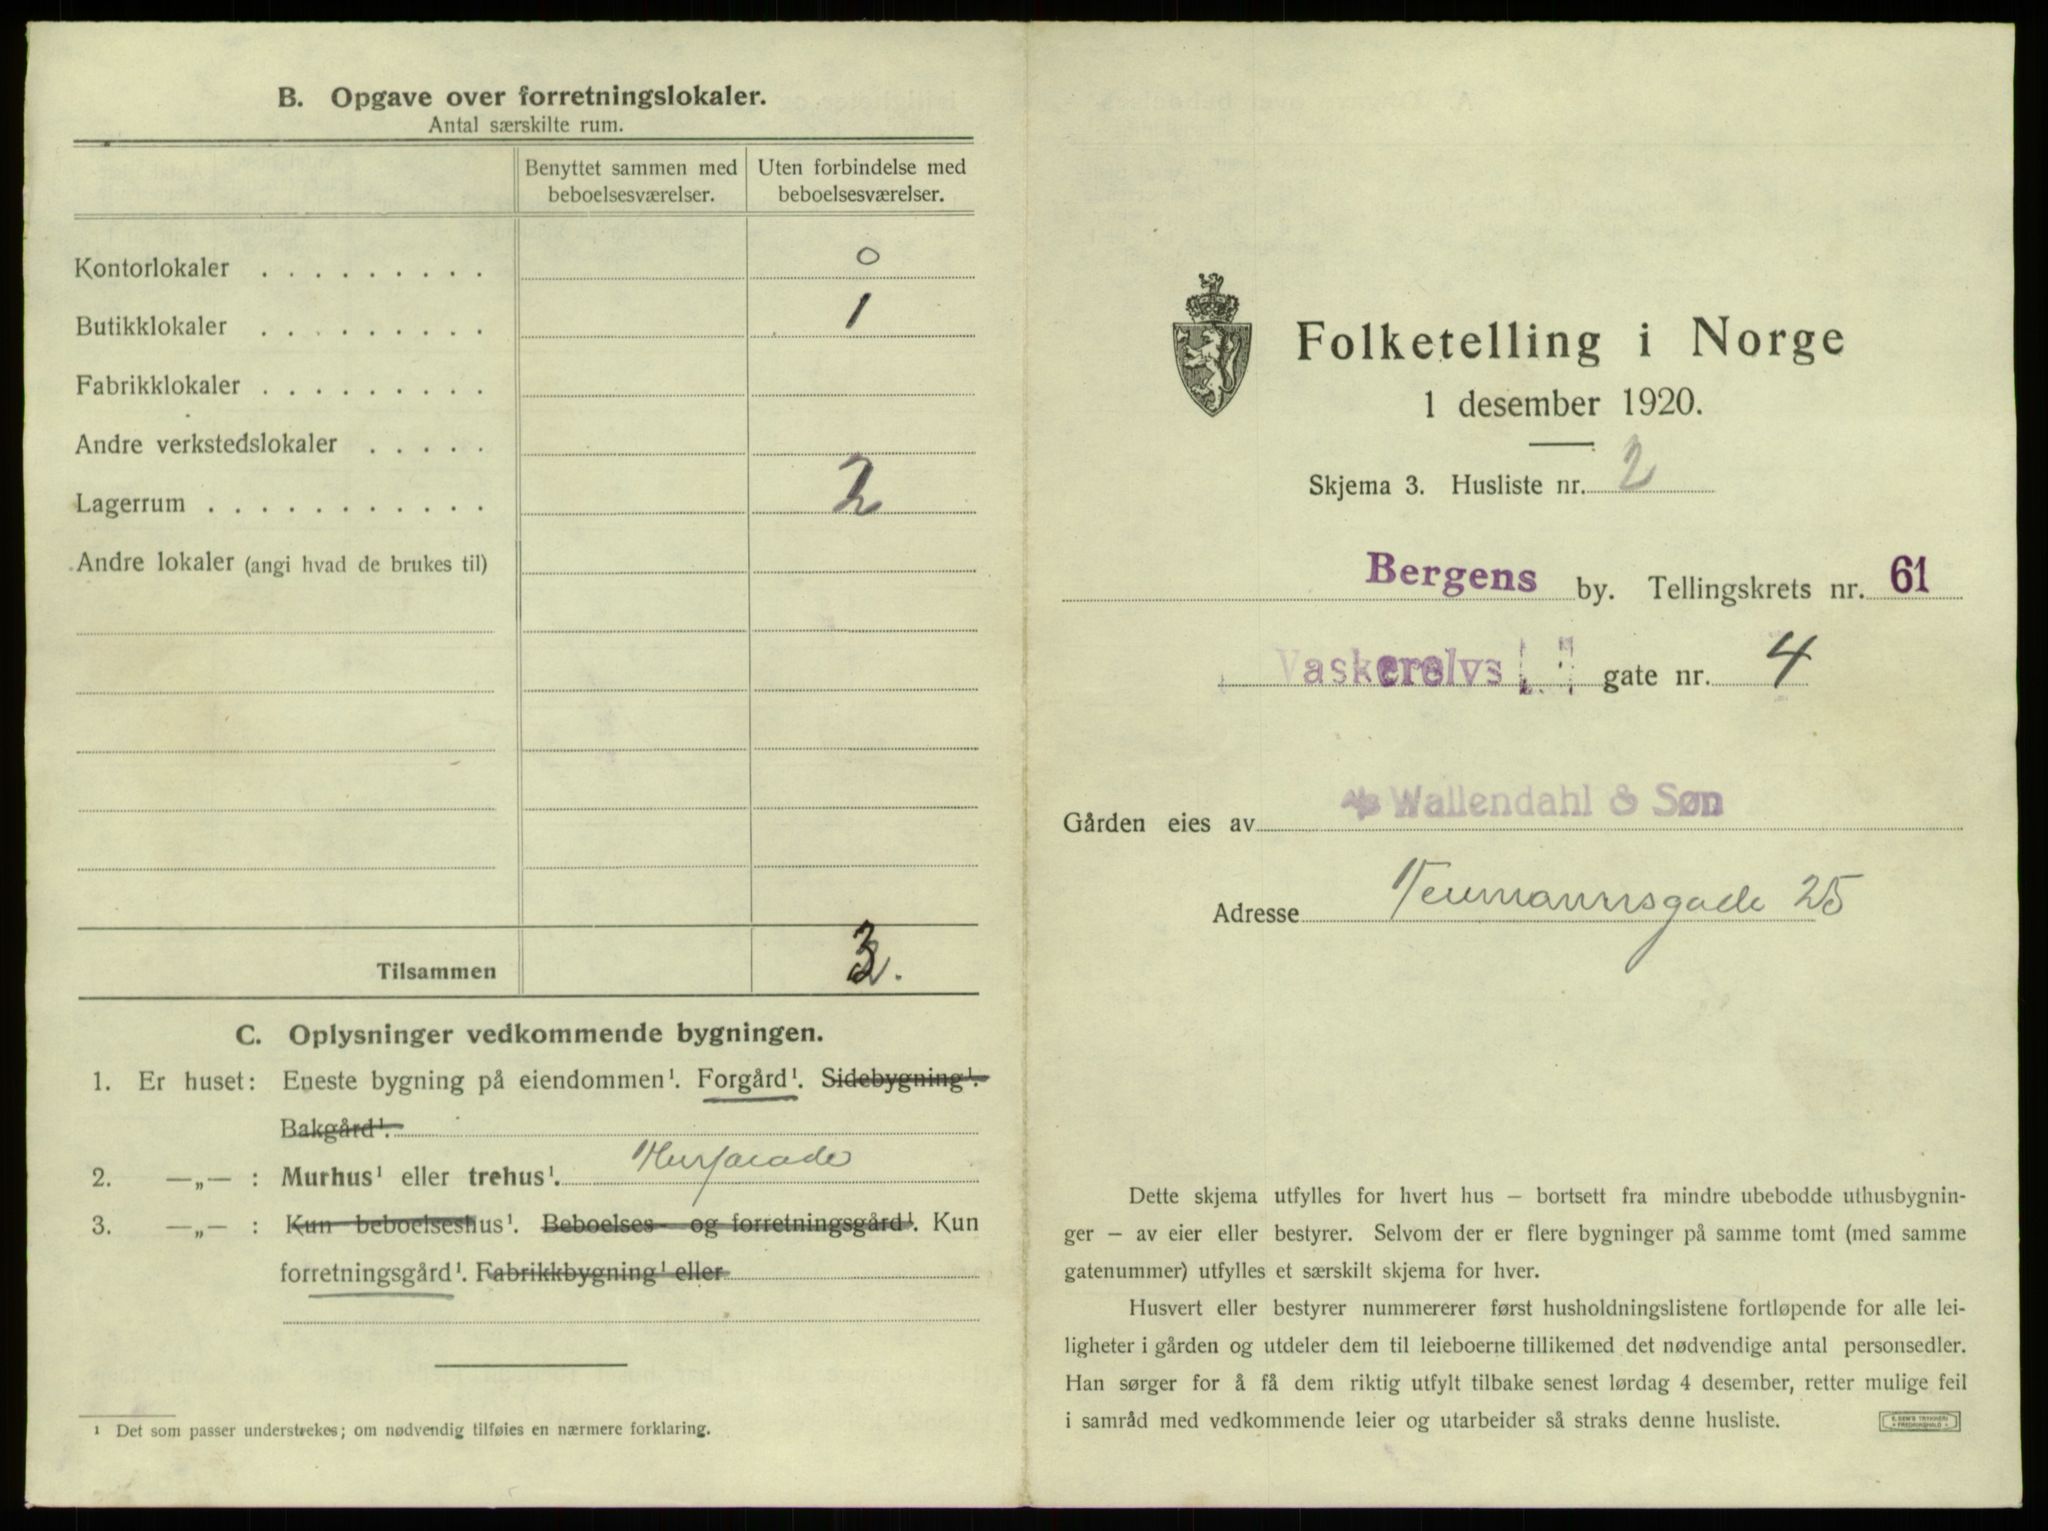 B. Opgave over forretningslokaler.
Antal særskilte rum.
Benyttet sammen med beboelsesværelser.
Uten forbindelse med beboelsesværelser.
Kontorlokaler . . . . . . . . . 0
Butikklokaler . . . . . . . . . 1
Fabrikklokaler . . . . . . . . .
Andre verkstedslokaler . . . . .
Lagerrum . . . . . . . . . . . 2
Andre lokaler (angi hvad de brukes til)
Tilsammen 3.
C. Oplysninger vedkommende bygningen.
1. Er huset: Eneste bygning på eiendommen¹. Forgård¹. Sidebygning¹.
Bakgård¹.
2. —„— : Murhus¹ eller trehus¹.
3. —„— : Kun beboelseshus¹. Beboelses- og forretningsgård¹. Kun
forretningsgård¹. Fabrikkbygning¹ eller
¹ Det som passer understrekes; om nødvendig tilføies en nærmere forklaring.
Folketelling i Norge
1 desember 1920.
Skjema 3. Husliste nr. 2
Bergens by. Tellingskrets nr. 61
Vaskerelvs gate nr. 4
Gården eies av A/S Wallendahl & Søn
Adresse Neumannsgade 25
Dette skjema utfylles for hvert hus – bortsett fra mindre ubebodde uthusbygnin-
ger – av eier eller bestyrer. Selvom der er flere bygninger på samme tomt (med samme
gatenummer) utfylles et særskilt skjema for hver.
Husvert eller bestyrer nummererer først husholdningslistene fortløpende for alle lei-
ligheter i gården og utdeler dem til leieboerne tillikemed det nødvendige antal personsedler.
Han sørger for å få dem riktig utfylt tilbake senest lørdag 4 desember, retter mulige feil
i samråd med vedkommende leier og utarbeider så straks denne husliste.